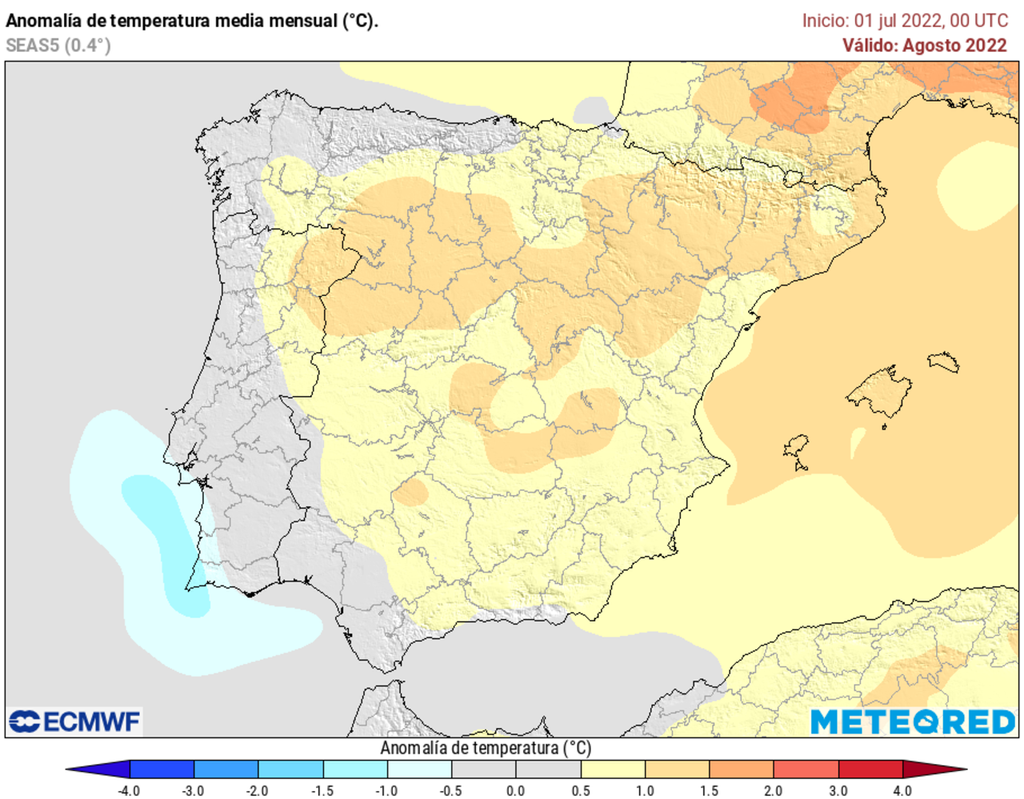 Anomalía de temperatura media mensual (°C).
Inicio: 01 jul 2022, 00 UTC
SEAS5 (0.4°)
Válido: Agosto 2022
ECMWF
METEORED
Anomalía de temperatura (°C)
-4.0 -3.0 -2.0 -1.5 -1.0 -0.5 0.0 0.5 1.0 1.5 2.0 3.0 4.0